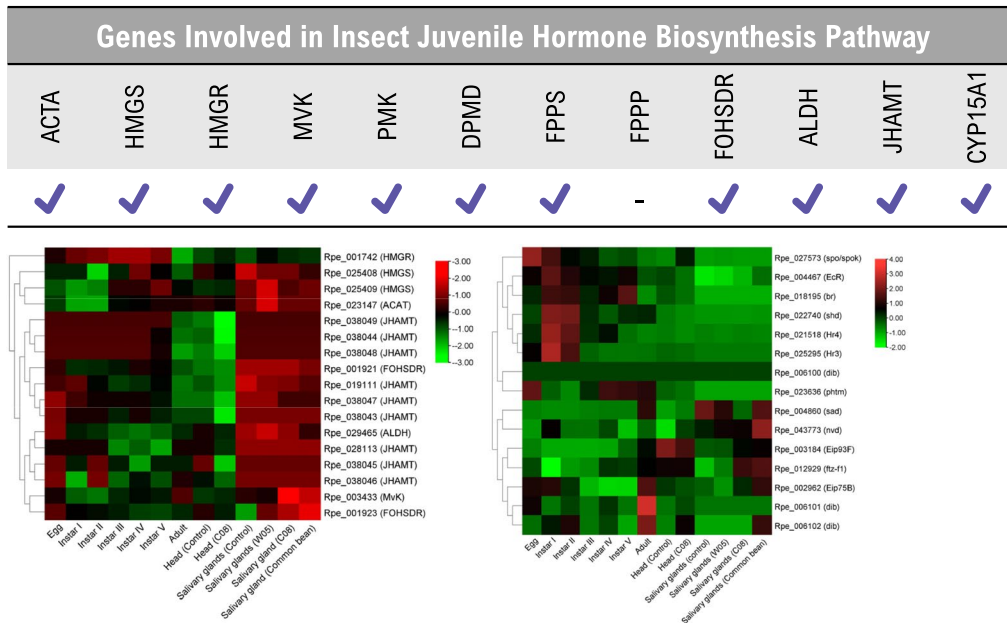 Genes Involved in Insect Juvenile Hormone Biosynthesis Pathway
ACTA
HMGS
HMGR
MVK
PMK
DPMD
FPPS
FPPP
FOHSDR
ALDH
JHAMT
CYP15A1
-
Rpe_001742 (HMGR)
Rpe_025408 (HMGS)
Rpe_025409 (HMGS)
Rpe_023147 (ACAT)
Rpe_038049 (JHAMT)
Rpe_038044 (JHAMT)
Rpe_038048 (JHAMT)
Rpe_001921 (FOHSDR)
Rpe_019111 (JHAMT)
Rpe_038047 (JHAMT)
Rpe_038043 (JHAMT)
Rpe_029465 (ALDH)
Rpe_028113 (JHAMT)
Rpe_038045 (JHAMT)
Rpe_038046 (JHAMT)
Rpe_003433 (MvK)
Rpe_001923 (FOHSDR)
-3.00
-2.00
-1.00
-0.00
--1.00
--2.00
-3.00
Egg
Instar I
Instar II
Instar III
Instar IV
Instar V
Adult
Head (Control)
Head (C08)
Salivary glands (Control)
Salivary glands (W05)
Salivary gland (C08)
Salivary gland (Common bean)
Rpe_027573 (spo/spok)
Rpe_004467 (EcR)
Rpe_018195 (br)
Rpe_022740 (shd)
Rpe_021518 (Hr4)
Rpe_025295 (Hr3)
Rpe_006100 (dib)
Rpe_023636 (phtm)
Rpe_004860 (sad)
Rpe_043773 (nvd)
Rpe_003184 (Eip93F)
Rpe_012929 (ftz-f1)
Rpe_002962 (Eip75B)
Rpe_006101 (dib)
Rpe_006102 (dib)
4.00
3.00
2.00
1.00
0.00
-1.00
-2.00
Egg
Instar I
Instar II
Instar III
Instar IV
Instar V
Adult
Head (Control)
Head (C08)
Salivary glands (control)
Salivary glands (W05)
Salivary glands (C08)
Salivary glands (Common bean)